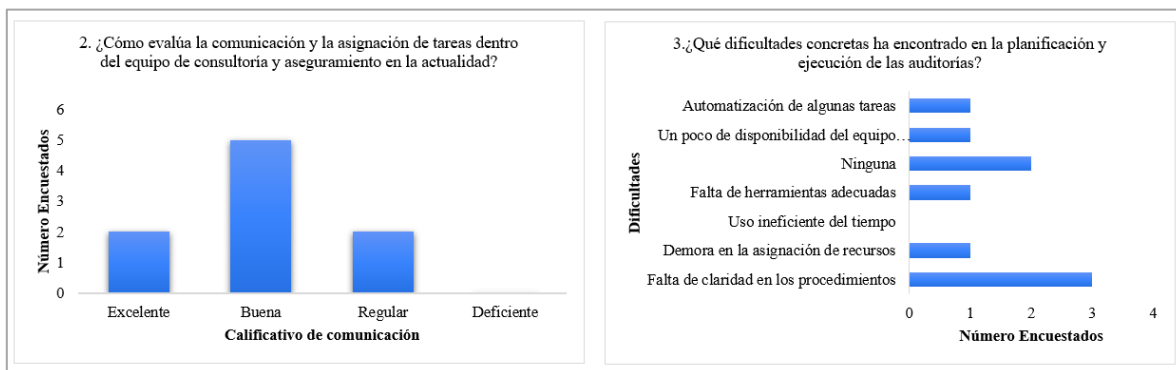 2. ¿Cómo evalúa la comunicación y la asignación de tareas dentro
del equipo de consultoría y aseguramiento en la actualidad?
Número Encuestados
6
5
4
3
2
1
0
Excelente Buena Regular Deficiente
Calificativo de comunicación
3.¿Qué dificultades concretas ha encontrado en la planificación y
ejecución de las auditorías?
Dificultades
Automatización de algunas tareas
Un poco de disponibilidad del equipo…
Ninguna
Falta de herramientas adecuadas
Uso ineficiente del tiempo
Demora en la asignación de recursos
Falta de claridad en los procedimientos
0 1 2 3 4
Número Encuestados